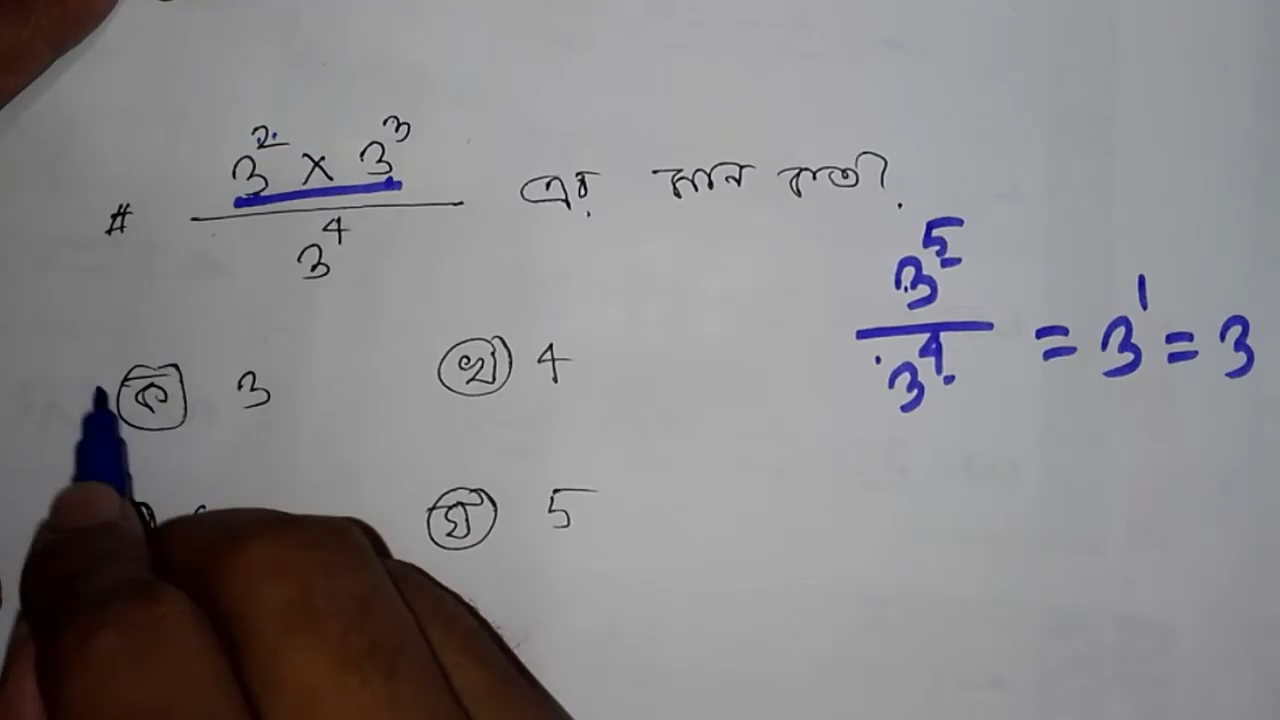 # 3² × 3³ / 3⁴ এর মান কত?
3⁵ / 3⁴ = 3¹ = 3
ক 3 খ 4
ঘ 5